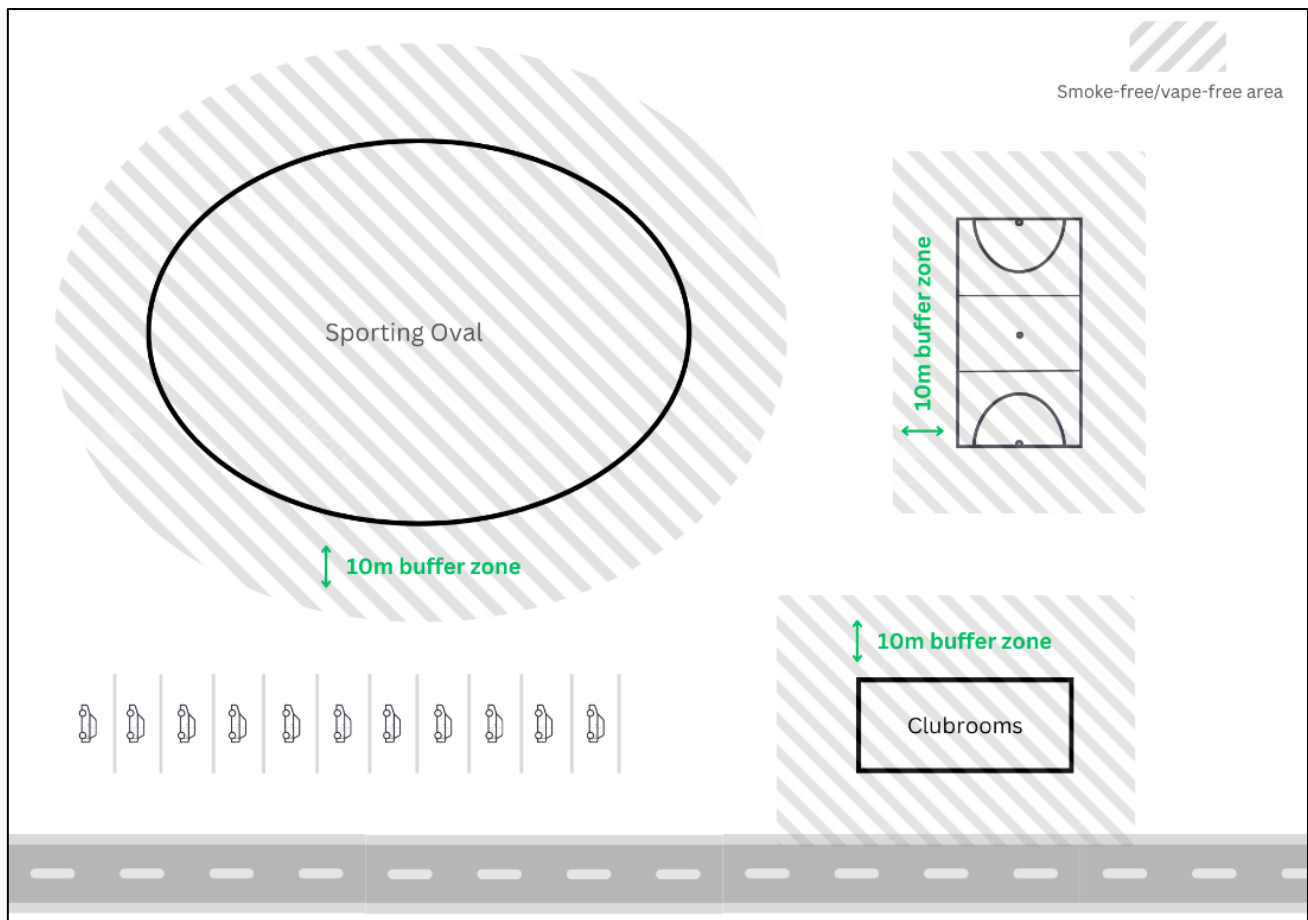 Smoke-free/vape-free area
Sporting Oval
10m buffer zone
10m buffer zone
10m buffer zone
Clubrooms